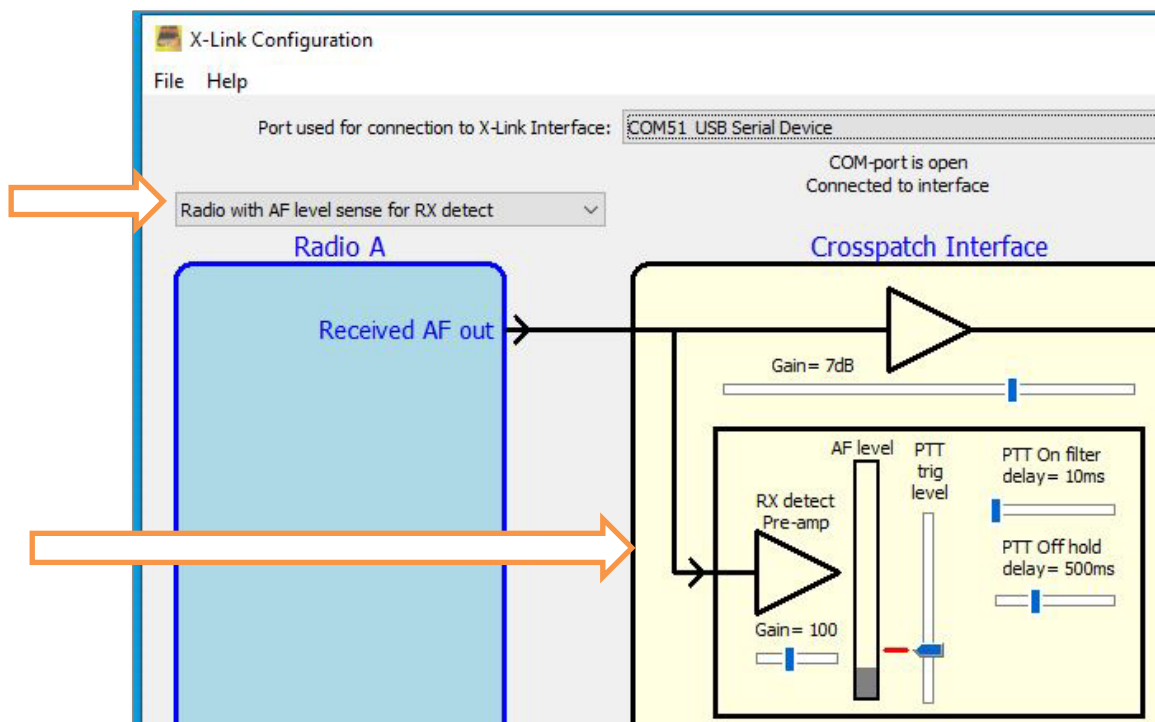 X-Link Configuration
File Help
Port used for connection to X-Link Interface: COM51 USB Serial Device
COM-port is open
Connected to interface
Radio with AF level sense for RX detect
Radio A
Crosspatch Interface
Received AF out
Gain= 7dB
AF level
PTT
trig
level
PTT On filter
delay= 10ms
RX detect
Pre-amp
PTT Off hold
delay= 500ms
Gain= 100